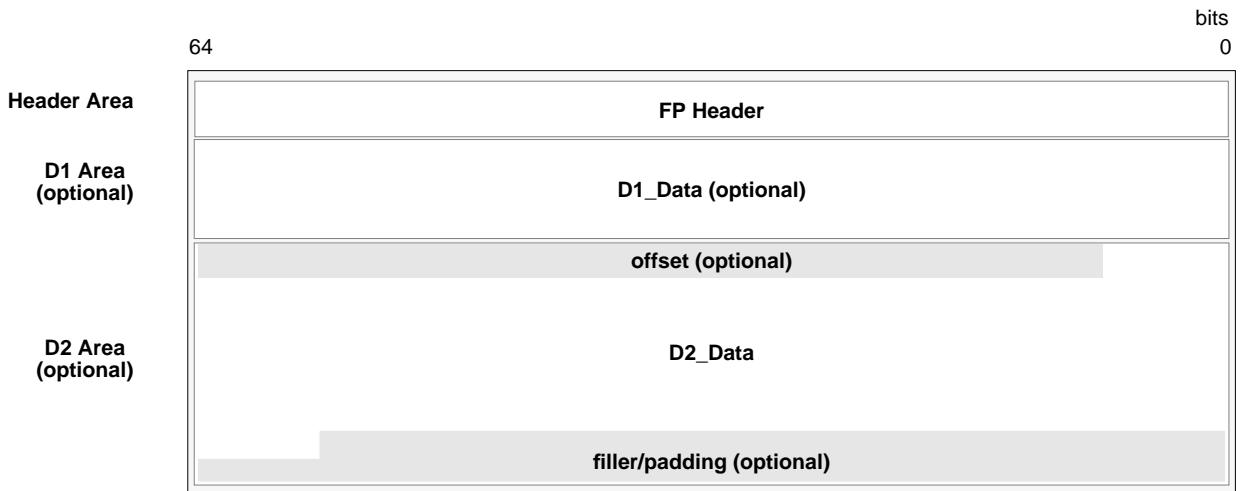 bits
64 0
Header Area
FP Header
D1 Area
(optional)
D1_Data (optional)
offset (optional)
D2 Area
(optional)
D2_Data
filler/padding (optional)